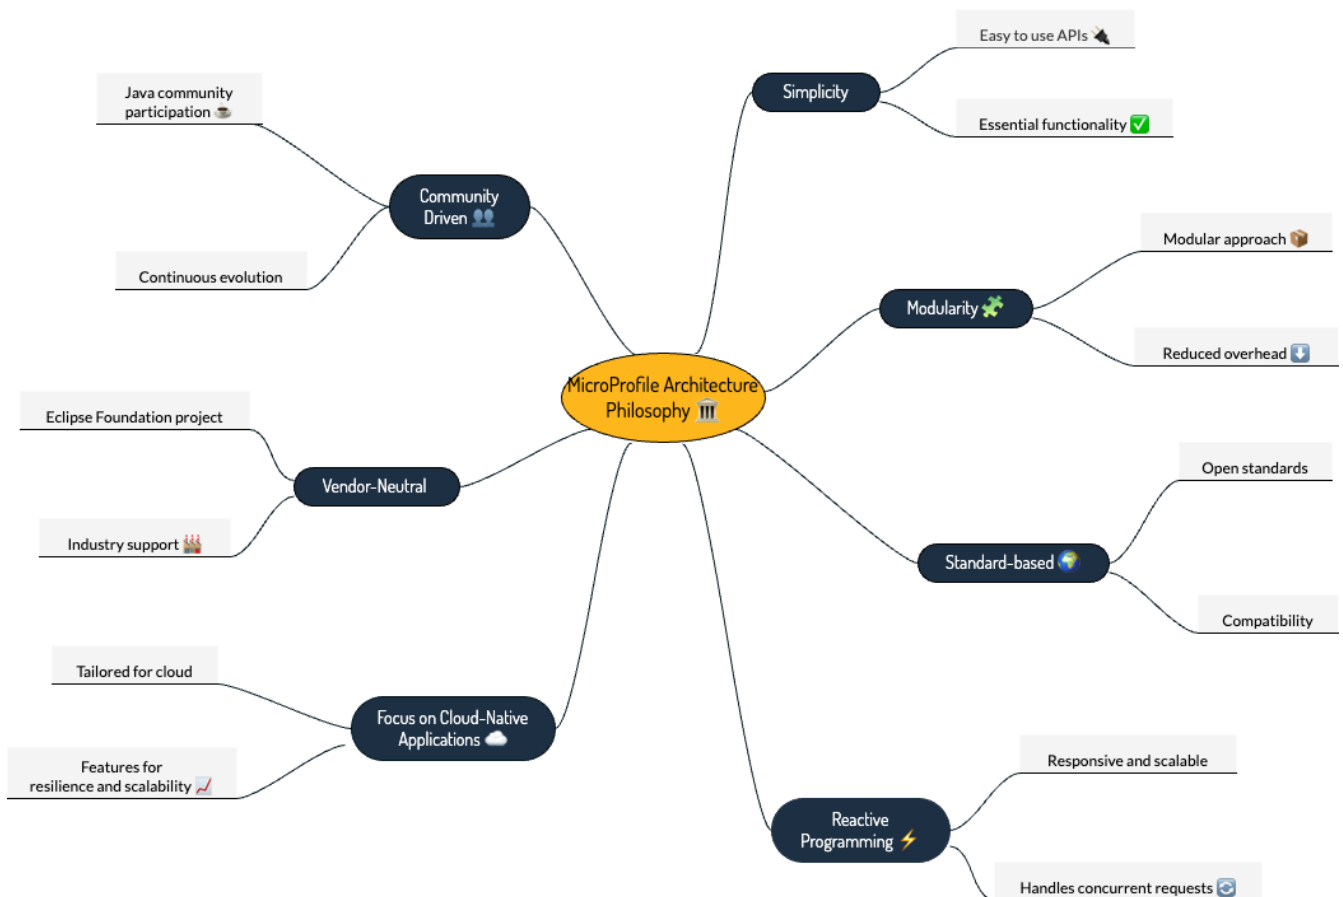 MicroProfile Architecture
Philosophy 🏛️
Simplicity
Easy to use APIs 🔌
Essential functionality ✅
Modularity 🧩
Modular approach 📦
Reduced overhead ⬇️
Standard-based 🌍
Open standards
Compatibility
Reactive
Programming ⚡
Responsive and scalable
Handles concurrent requests 🔄
Focus on Cloud-Native
Applications ☁️
Tailored for cloud
Features for
resilience and scalability 📈
Vendor-Neutral
Eclipse Foundation project
Industry support 🏭
Community
Driven 👥
Java community
participation ☕
Continuous evolution